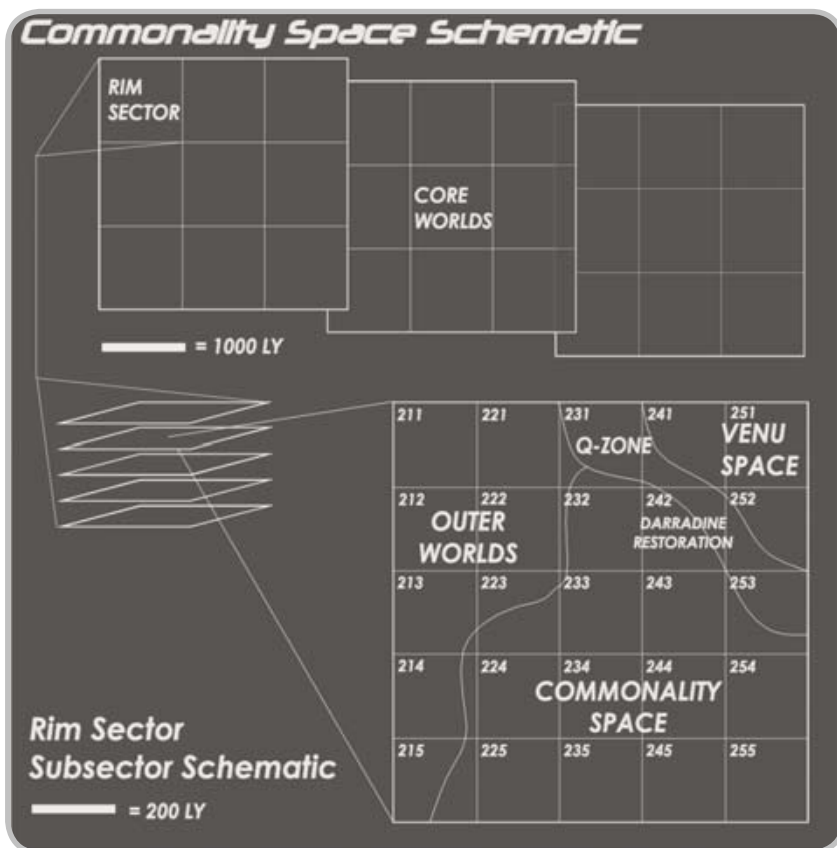 Commonality Space Schematic
RIM
SECTOR
CORE
WORLDS
= 1000 LY
211 221 231 241 251
Q-ZONE
VENU
SPACE
212 222 232 242 252
OUTER
WORLDS
DARRADINE
RESTORATION
213 223 233 243 253
214 224 234 244 254
COMMONALITY
SPACE
215 225 235 245 255
Rim Sector
Subsector Schematic
= 200 LY